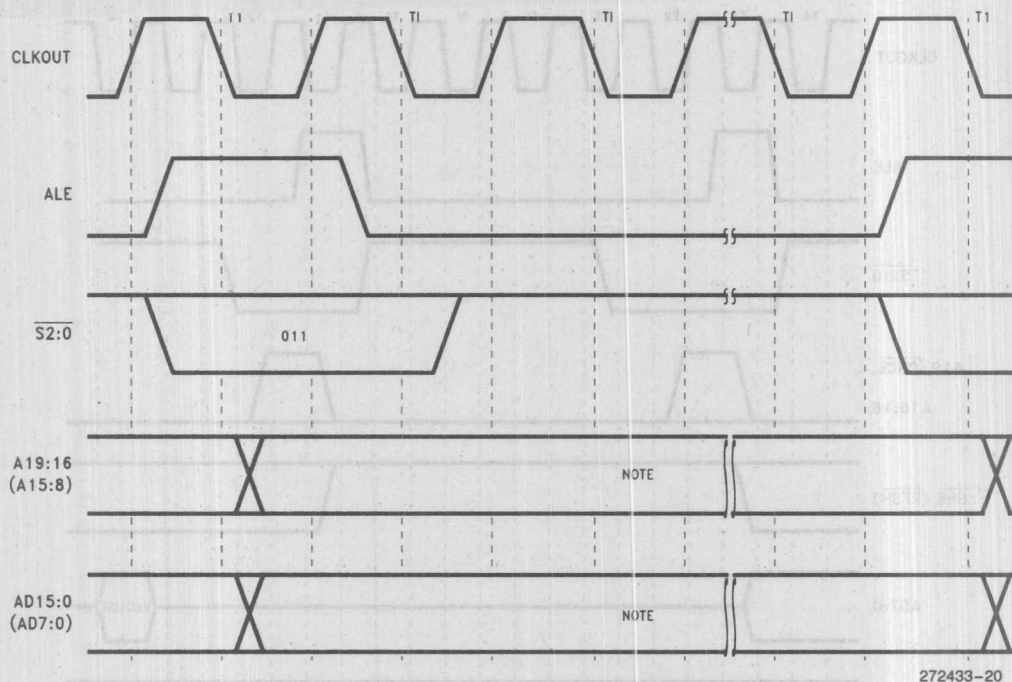 T1 TI TI TI T1
CLKOUT
ALE
S2:0
011
A19:16
(A15:8)
NOTE
AD15:0
(AD7:0)
NOTE
272433-20